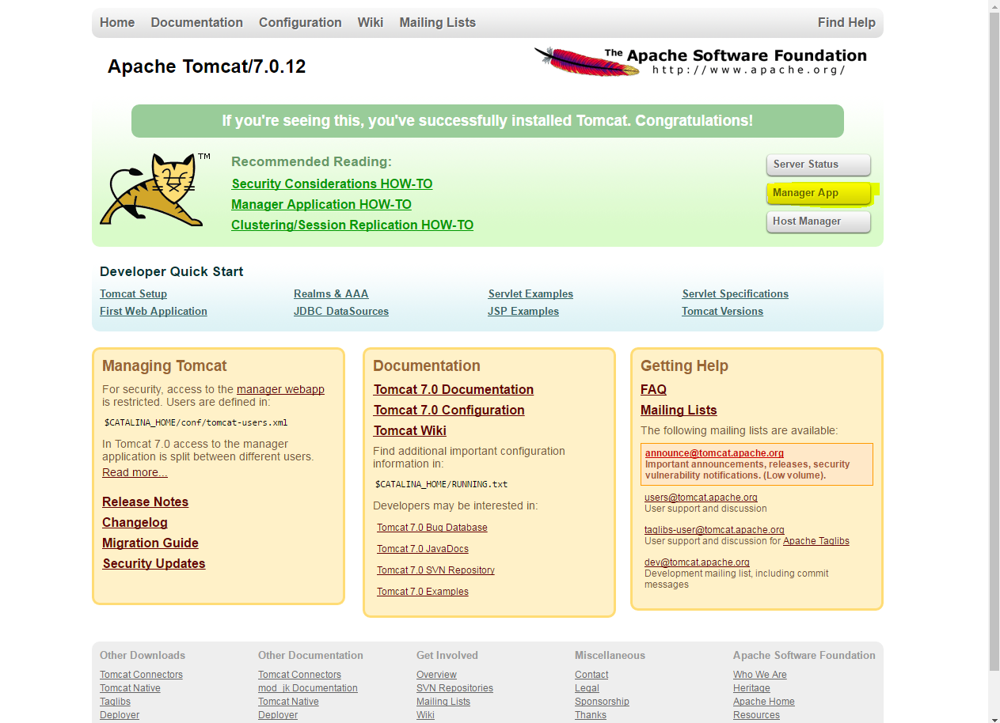 Home Documentation Configuration Wiki Mailing Lists Find Help
Apache Tomcat/7.0.12
The Apache Software Foundation
http://www.apache.org/
If you're seeing this, you've successfully installed Tomcat. Congratulations!
TM
Recommended Reading:
Security Considerations HOW-TO
Manager Application HOW-TO
Clustering/Session Replication HOW-TO
Server Status
Manager App
Host Manager
Developer Quick Start
Tomcat Setup Realms & AAA Servlet Examples Servlet Specifications
First Web Application JDBC DataSources JSP Examples Tomcat Versions
Managing Tomcat
For security, access to the manager webapp
is restricted. Users are defined in:
$CATALINA_HOME/conf/tomcat-users.xml
In Tomcat 7.0 access to the manager
application is split between different users.
Read more...
Release Notes
Changelog
Migration Guide
Security Updates
Documentation
Tomcat 7.0 Documentation
Tomcat 7.0 Configuration
Tomcat Wiki
Find additional important configuration
information in:
$CATALINA_HOME/RUNNING.txt
Developers may be interested in:
Tomcat 7.0 Bug Database
Tomcat 7.0 JavaDocs
Tomcat 7.0 SVN Repository
Tomcat 7.0 Examples
Getting Help
FAQ
Mailing Lists
The following mailing lists are available:
announce@tomcat.apache.org
Important announcements, releases, security
vulnerability notifications. (Low volume).
users@tomcat.apache.org
User support and discussion
taglibs-user@tomcat.apache.org
User support and discussion for Apache Taglibs
dev@tomcat.apache.org
Development mailing list, including commit
messages
Other Downloads
Tomcat Connectors
Tomcat Native
Taglibs
Deployer
Other Documentation
Tomcat Connectors
mod_jk Documentation
Tomcat Native
Deployer
Get Involved
Overview
SVN Repositories
Mailing Lists
Wiki
Miscellaneous
Contact
Legal
Sponsorship
Thanks
Apache Software Foundation
Who We Are
Heritage
Apache Home
Resources